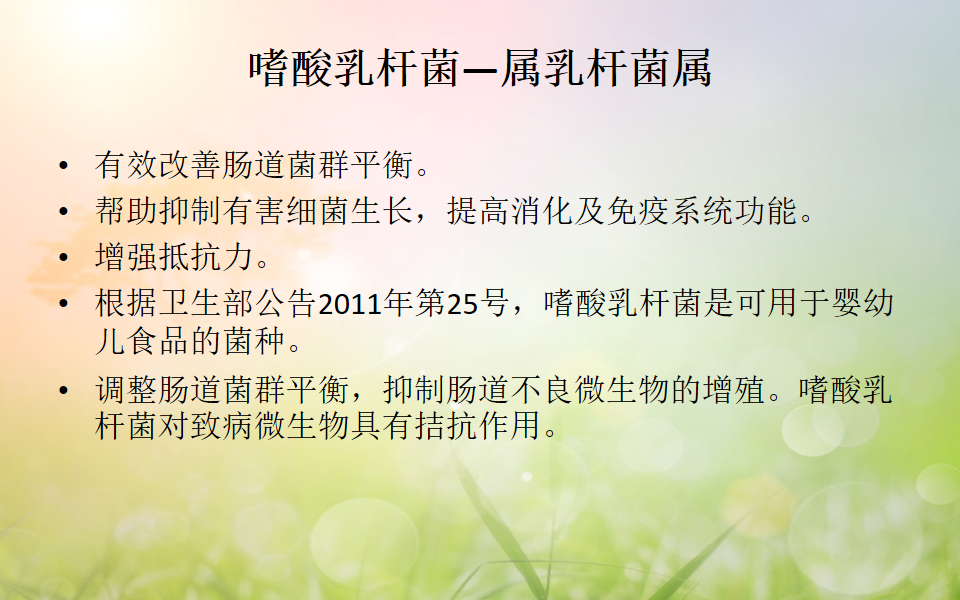 嗜酸乳杆菌—属乳杆菌属
• 有效改善肠道菌群平衡。
• 帮助抑制有害细菌生长，提高消化及免疫系统功能。
• 增强抵抗力。
• 根据卫生部公告2011年第25号，嗜酸乳杆菌是可用于婴幼
儿食品的菌种。
• 调整肠道菌群平衡，抑制肠道不良微生物的增殖。嗜酸乳
杆菌对致病微生物具有拮抗作用。